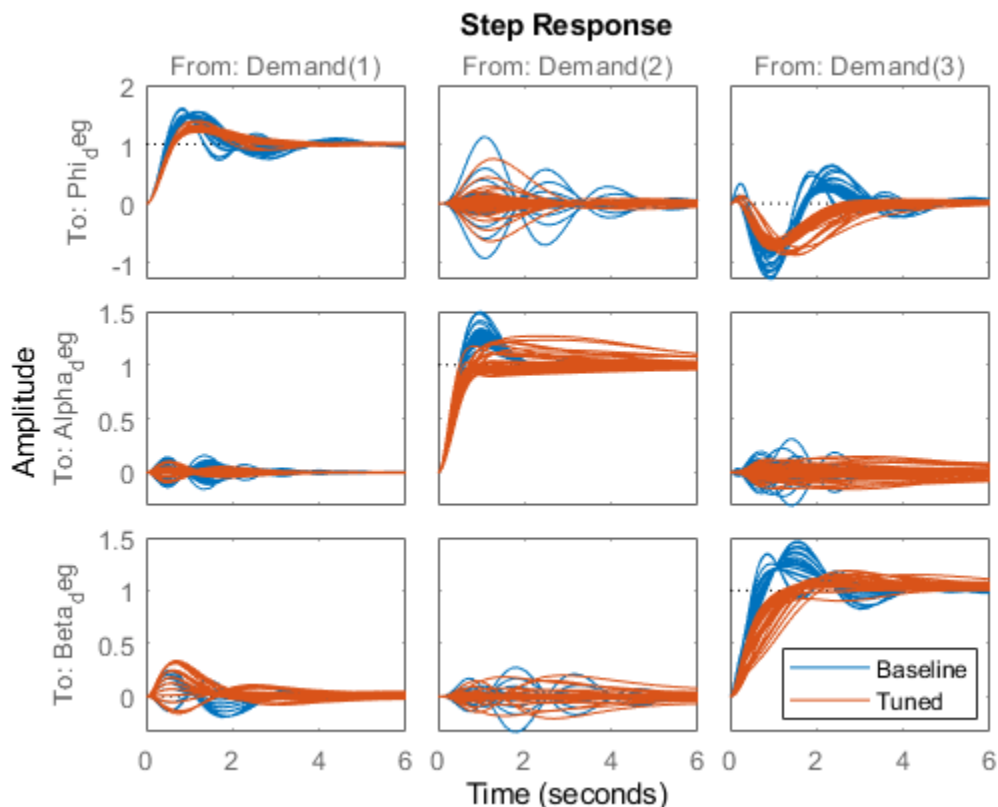 Step Response
From: Demand(1) From: Demand(2) From: Demand(3)
Amplitude
To: Phi_deg
2
1
0
-1
To: Alpha_deg
1.5
1
0.5
0
To: Beta_deg
1.5
1
0.5
0
Baseline
Tuned
0 2 4 6 0 2 4 6 0 2 4 6
Time (seconds)